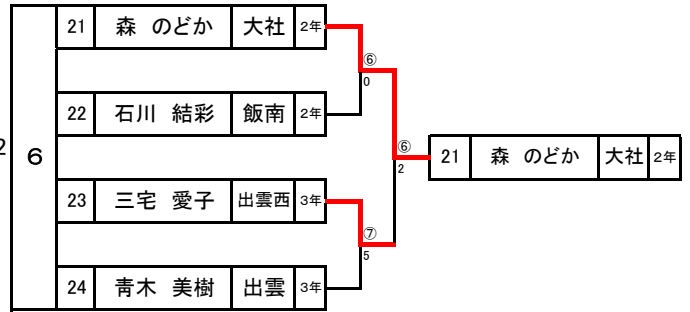 21 森 のどか 大社 2年
⑥
0
22 石川 結彩 飯南 2年
2
6
⑥
2
21 森 のどか 大社 2年
23 三宅 愛子 出雲西 3年
⑦
5
24 青木 美樹 出雲 3年